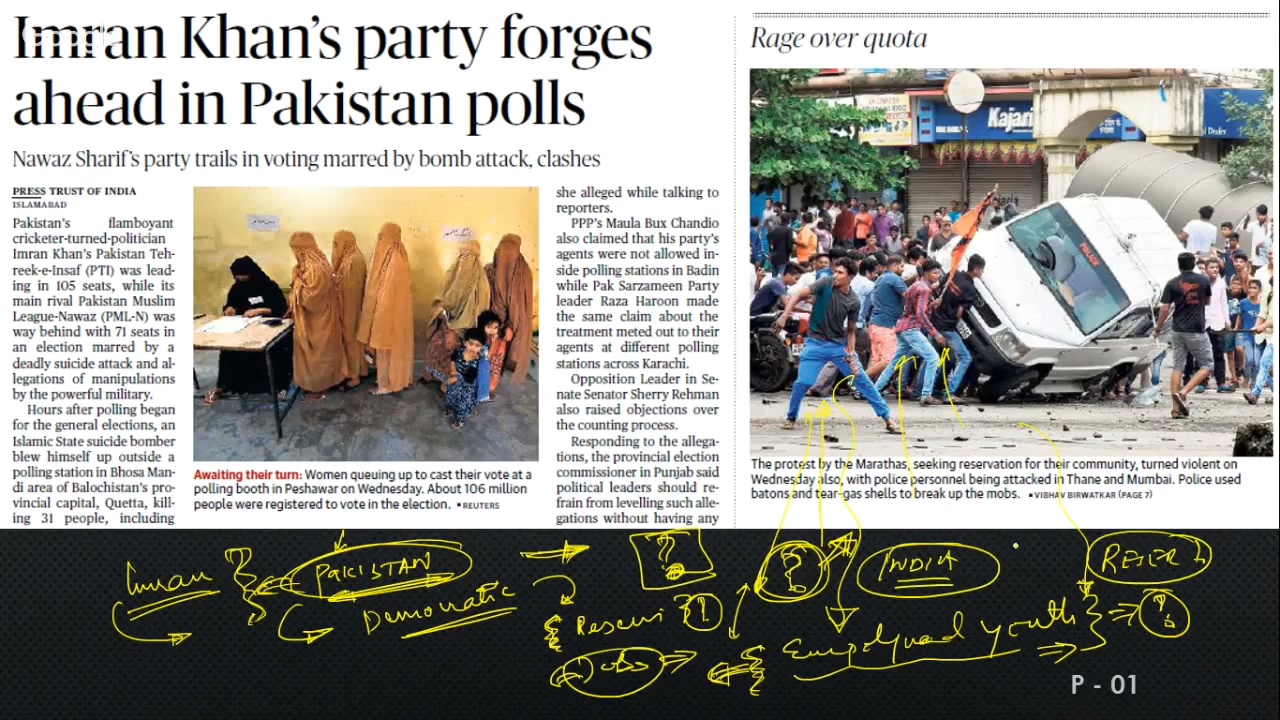 Google
Imran Khan's party forges
ahead in Pakistan polls
Nawaz Sharif's party trails in voting marred by bomb attack, clashes
PRESS TRUST OF INDIA
ISLAMABAD
Pakistan's flamboyant
cricketer-turned-politician
Imran Khan's Pakistan Teh-
reek-e-Insaf (PTI) was lead-
ing in 105 seats, while its
main rival Pakistan Muslim
League-Nawaz (PML-N) was
way behind with 71 seats in
an election marred by a
deadly suicide attack and al-
legations of manipulations
by the powerful military.
Hours after polling began
for the general elections, an
Islamic State suicide bomber
blew himself up outside a
polling station in Bhosa Man-
di area of Balochistan's pro-
vincial capital, Quetta, kill-
ing 31 people, including
Awaiting their turn: Women queuing up to cast their vote at a
polling booth in Peshawar on Wednesday. About 106 million
people were registered to vote in the election. ▪REUTERS
she alleged while talking to
reporters.
PPP's Maula Bux Chandio
also claimed that his party's
agents were not allowed in-
side polling stations in Badin
while Pak Sarzameen Party
leader Raza Haroon made
the same claim about the
treatment meted out to their
agents at different polling
stations across Karachi.
Opposition Leader in Se-
nate Senator Sherry Rehman
also raised objections over
the counting process.
Responding to the allega-
tions, the provincial election
commissioner in Punjab said
political leaders should re-
frain from levelling such alle-
gations without having any
Rage over quota
Kajari
Dealer
POLICE
The protest by the Marathas, seeking reservation for their community, turned violent on
Wednesday also, with police personnel being attacked in Thane and Mumbai. Police used
batons and tear-gas shells to break up the mobs. ▪VIBHAV BIRWATKAR (PAGE 7)
Imran } PAKISTAN ? ? INDIA
Democratic
Jobs youth
P - 01